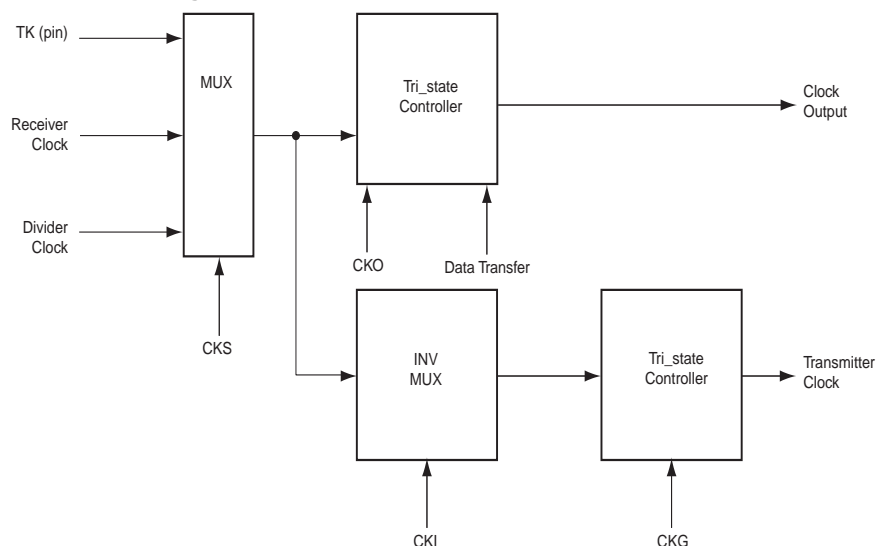 TK (pin)
MUX
Tri_state
Controller
Clock
Output
Receiver
Clock
Divider
Clock
CKO
Data Transfer
CKS
INV
MUX
Tri_state
Controller
Transmitter
Clock
CKI
CKG